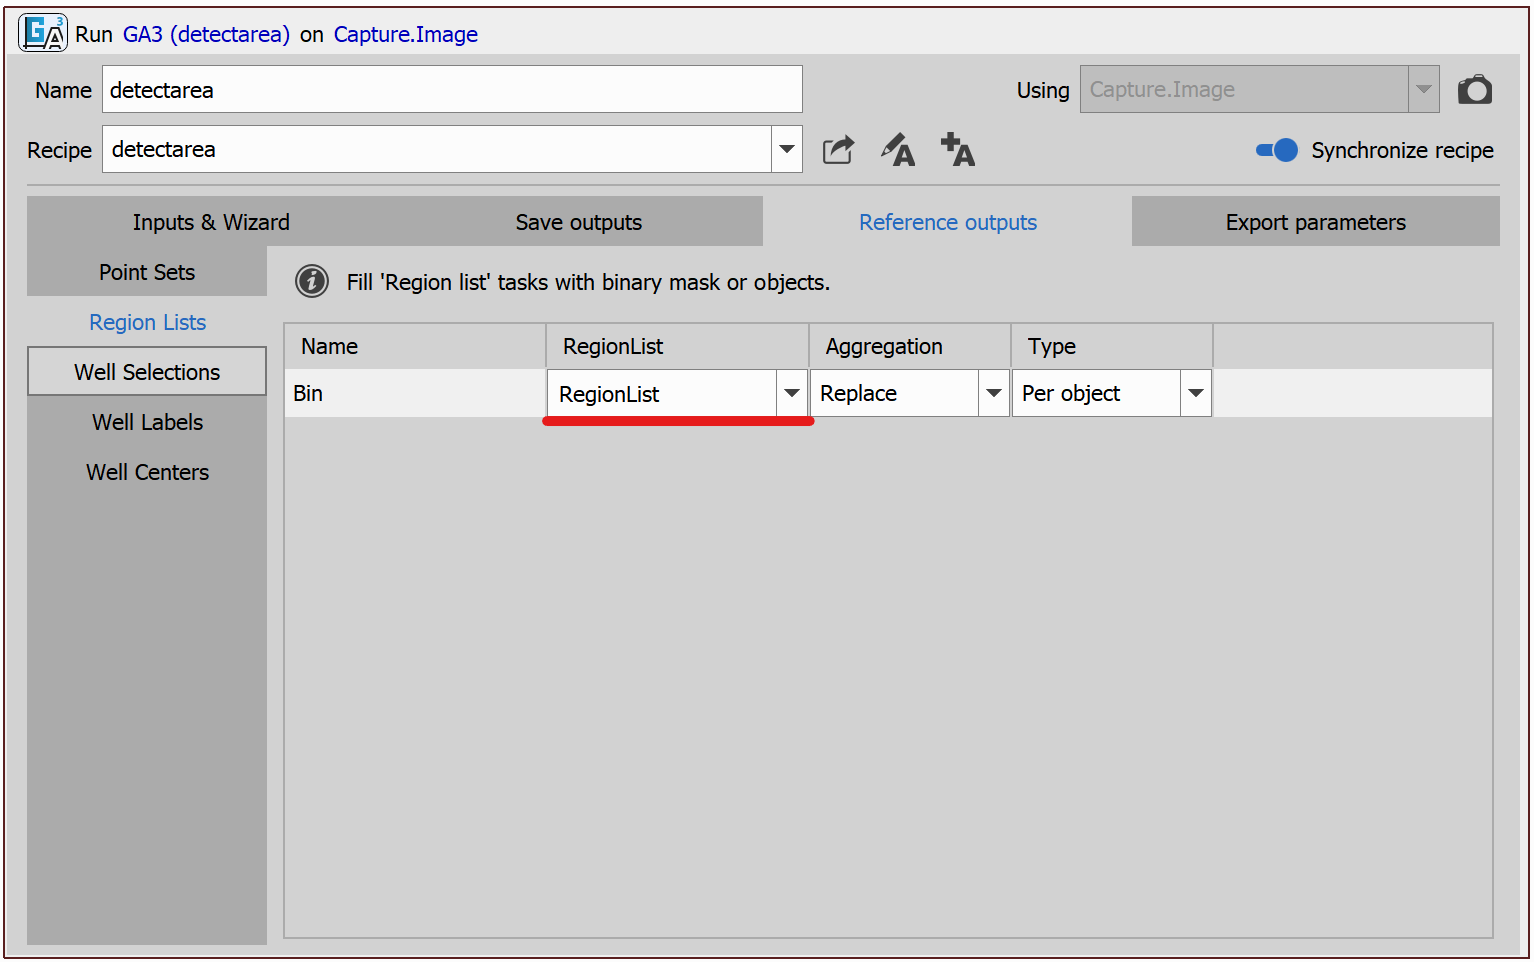 GA3 Run GA3 (detectarea) on Capture.Image
Name detectarea Using Capture.Image
Recipe detectarea A A Synchronize recipe
Inputs & Wizard Save outputs Reference outputs Export parameters
Point Sets
Region Lists
Well Selections
Well Labels
Well Centers
i Fill 'Region list' tasks with binary mask or objects.
Name RegionList Aggregation Type
Bin RegionList Replace Per object